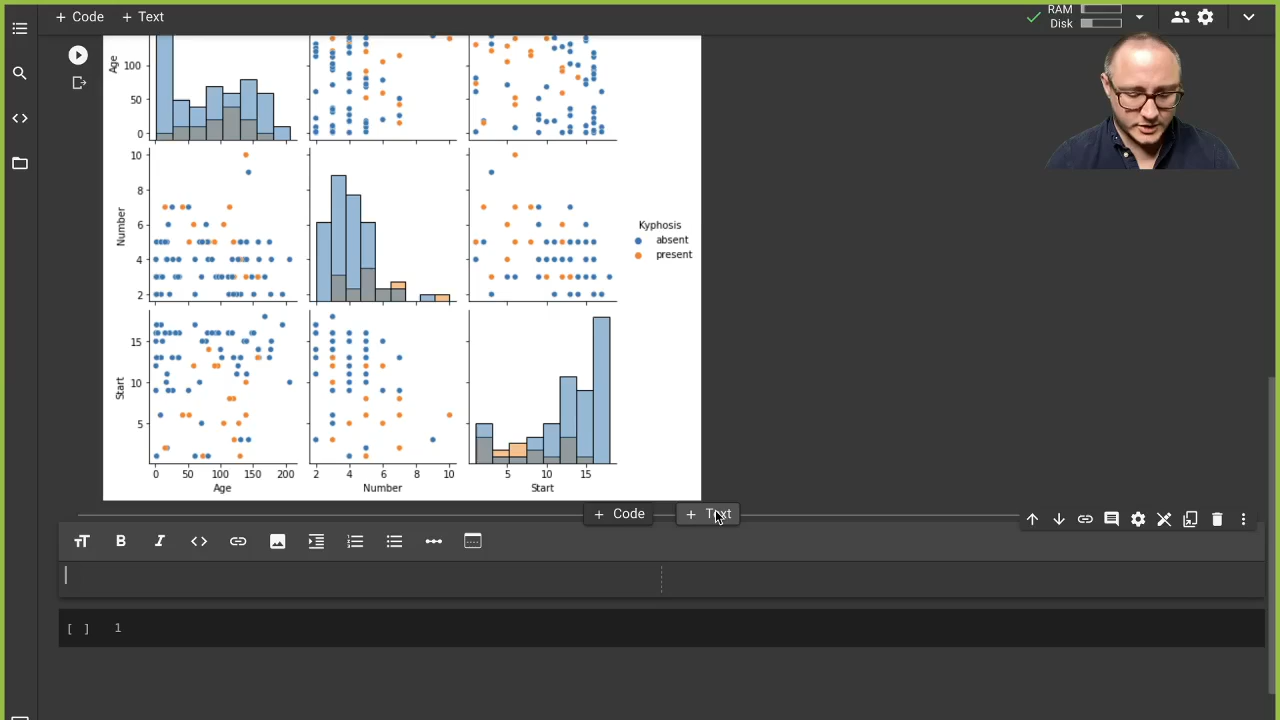 + Code + Text
RAM
Disk
Age
100
50
0
10
8
6
4
2
Number
Kyphosis
absent
present
15
10
5
Start
0 50 100 150 200
2 4 6 8 10
5 10 15
Age
Number
Start
+ Code + Text
[ ] 1